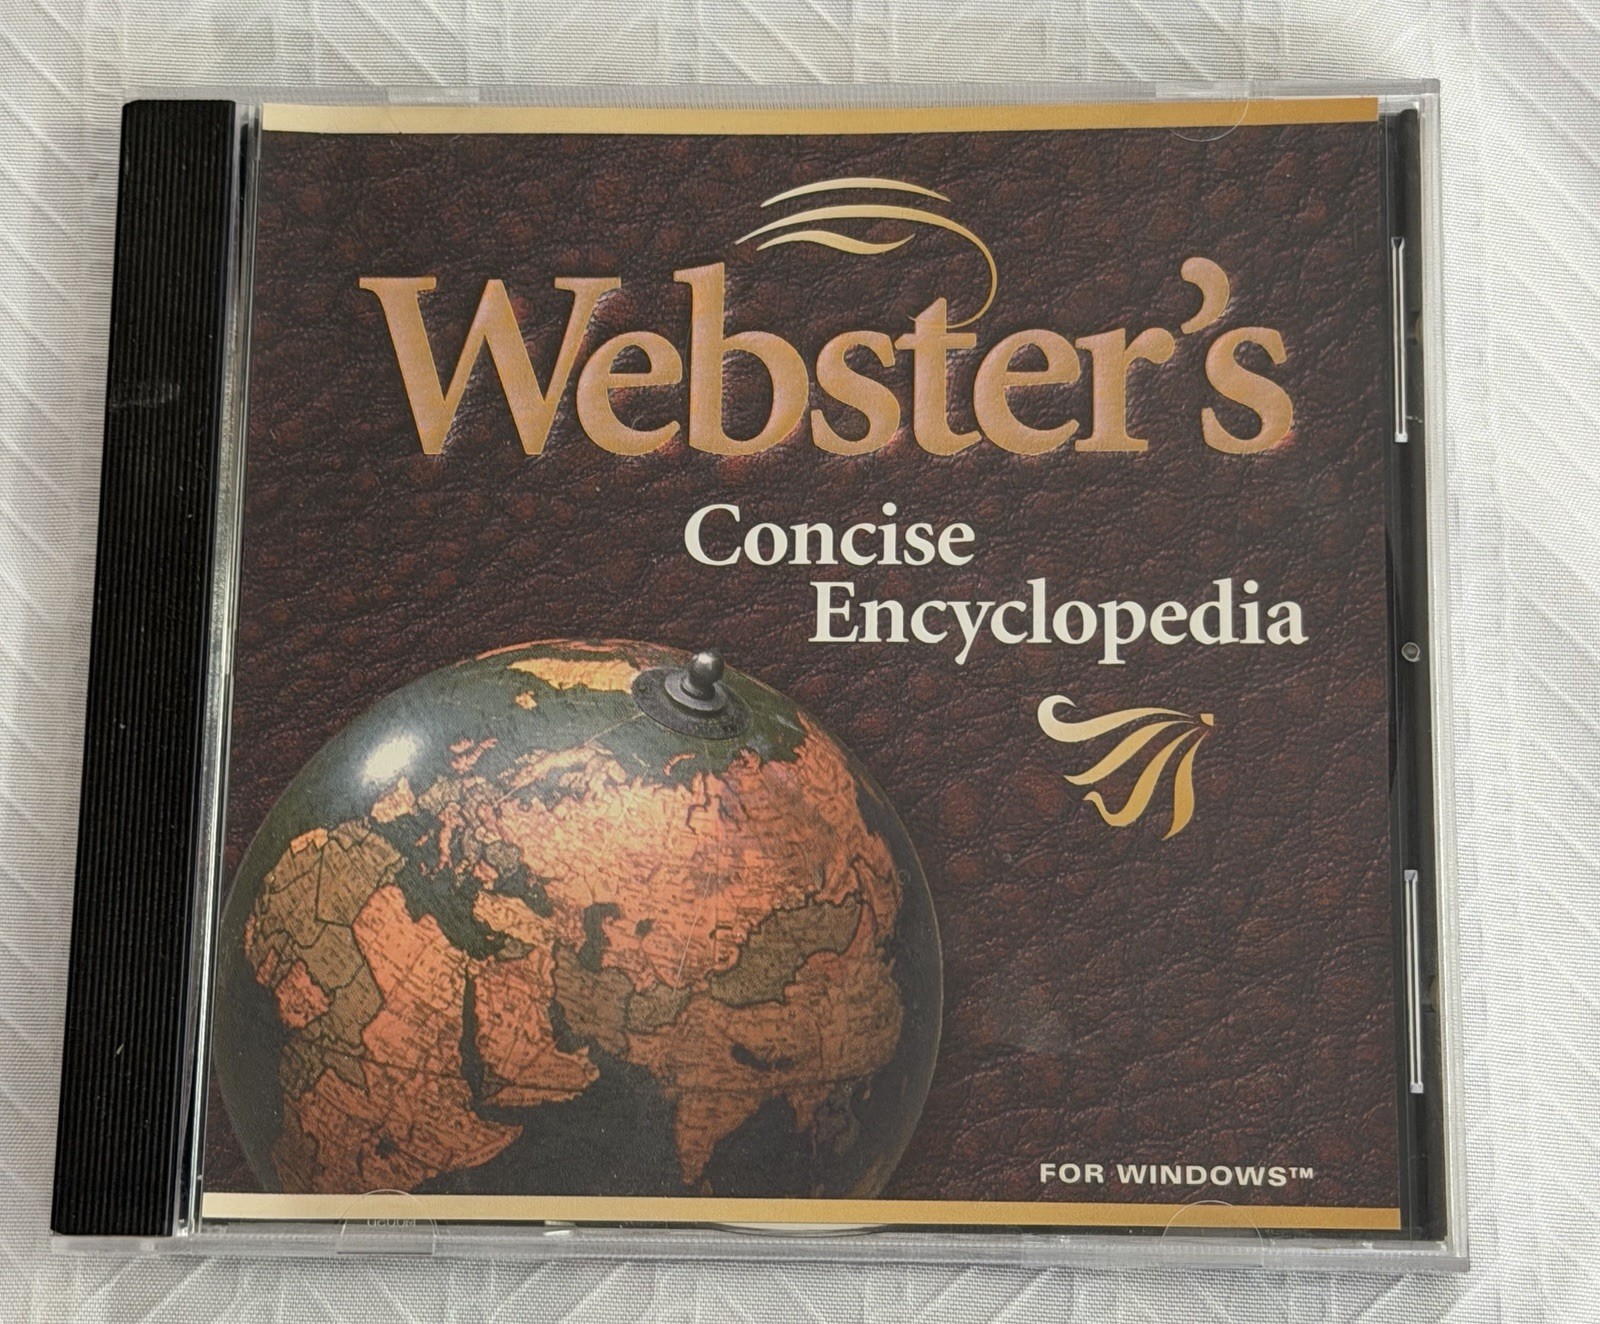 Webster's
Concise
Encyclopedia
FOR WINDOWS™